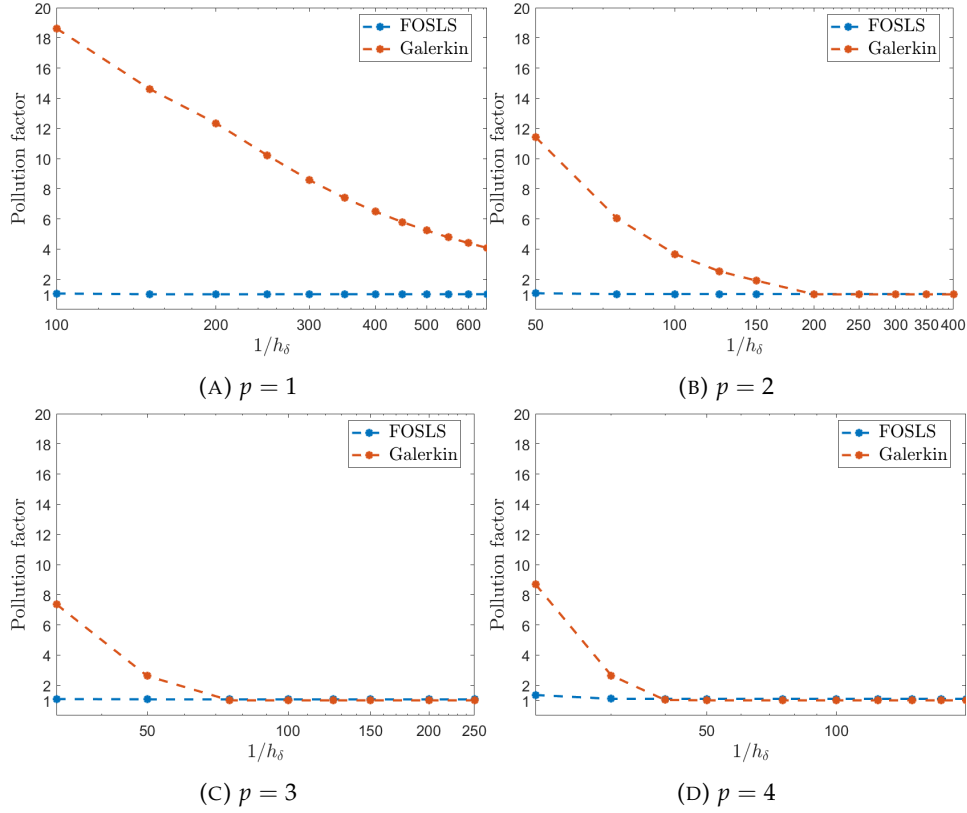 20
18
16
14
12
10
8
6
4
2
1
Pollution factor
FOSLS
Galerkin
100 200 300 400 500 600
1/h_δ
(A) p = 1
20
18
16
14
12
10
8
6
4
2
1
Pollution factor
FOSLS
Galerkin
50 100 150 200 250 300 350 400
1/h_δ
(B) p = 2
20
18
16
14
12
10
8
6
4
2
1
Pollution factor
FOSLS
Galerkin
50 100 150 200 250
1/h_δ
(C) p = 3
20
18
16
14
12
10
8
6
4
2
1
Pollution factor
FOSLS
Galerkin
50 100
1/h_δ
(D) p = 4